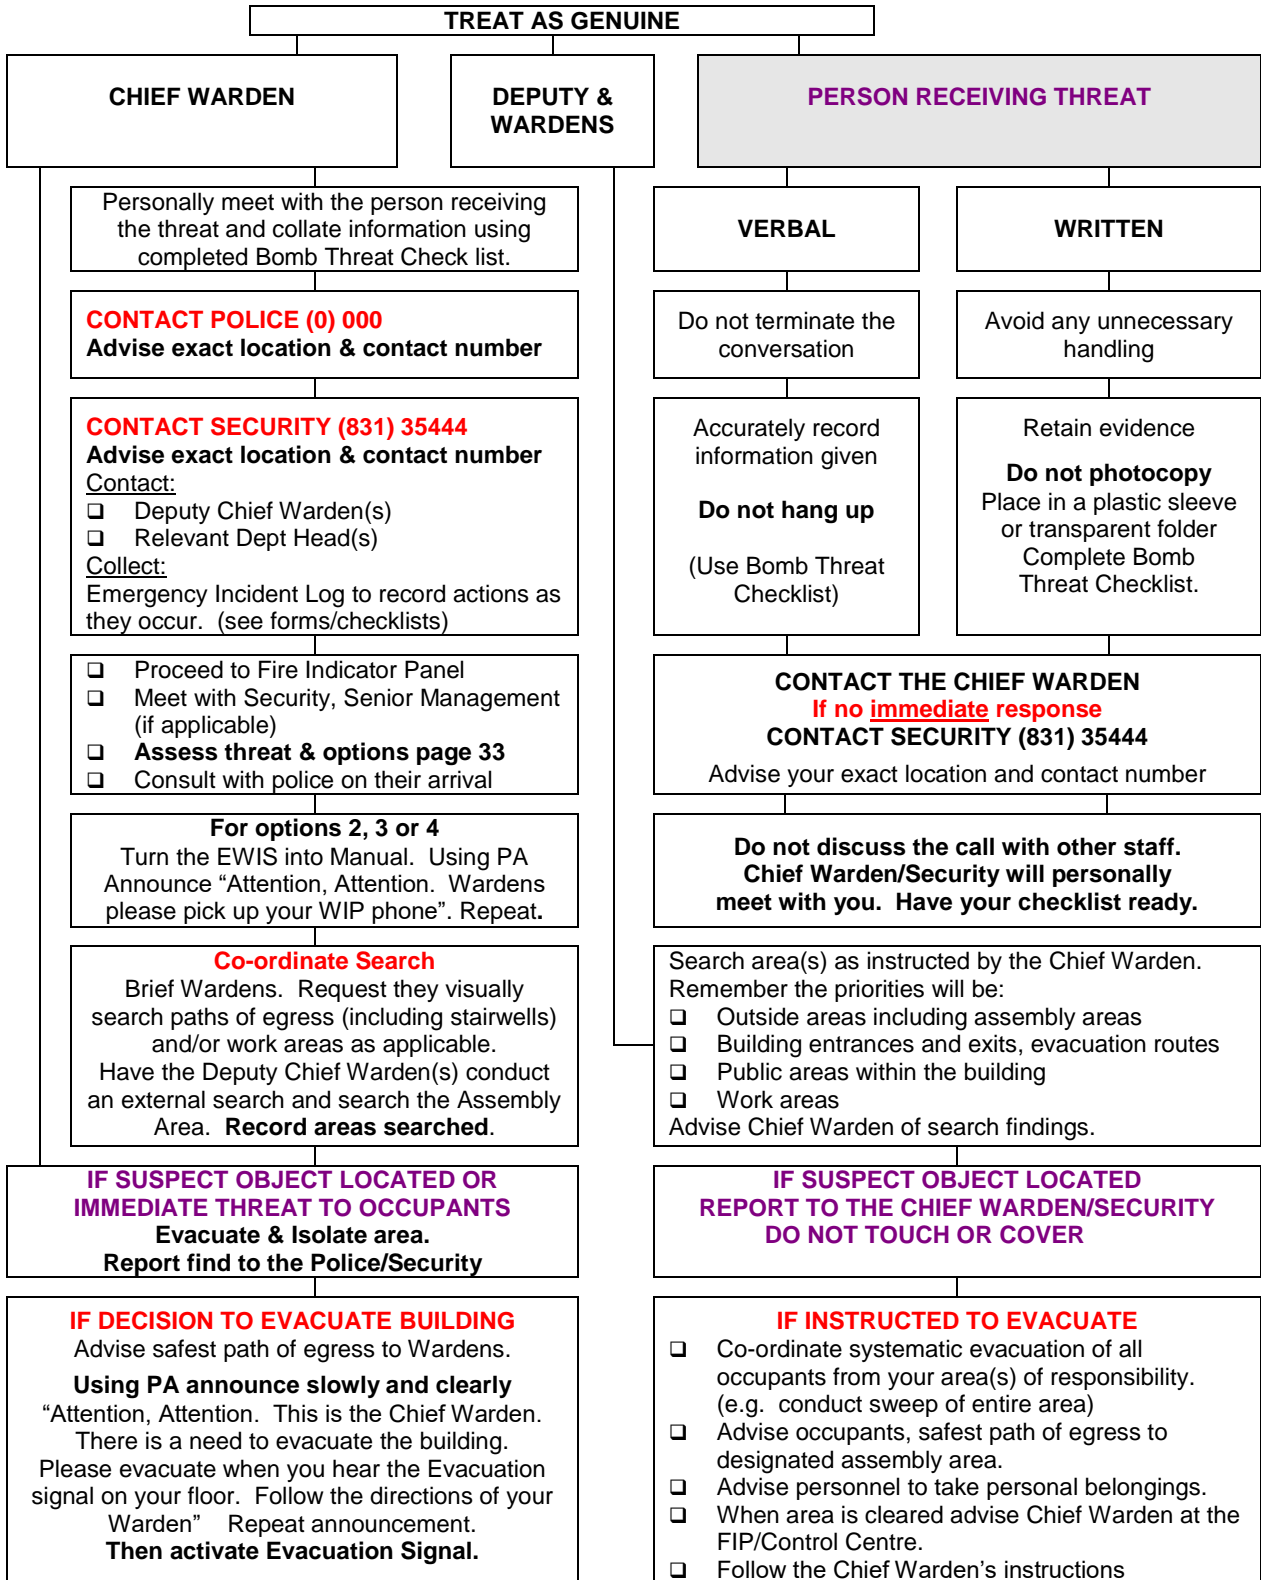 TREAT AS GENUINE
CHIEF WARDEN
DEPUTY &
WARDENS
PERSON RECEIVING THREAT
Personally meet with the person receiving
the threat and collate information using
completed Bomb Threat Check list.
VERBAL
WRITTEN
CONTACT POLICE (0) 000
Advise exact location & contact number
Do not terminate the
conversation
Avoid any unnecessary
handling
CONTACT SECURITY (831) 35444
Advise exact location & contact number
Contact:
❑ Deputy Chief Warden(s)
❑ Relevant Dept Head(s)
Collect:
Emergency Incident Log to record actions as
they occur. (see forms/checklists)
Accurately record
information given
Do not hang up
(Use Bomb Threat
Checklist)
Retain evidence
Do not photocopy
Place in a plastic sleeve
or transparent folder
Complete Bomb
Threat Checklist.
❑ Proceed to Fire Indicator Panel
❑ Meet with Security, Senior Management
(if applicable)
❑ Assess threat & options page 33
❑ Consult with police on their arrival
CONTACT THE CHIEF WARDEN
If no immediate response
CONTACT SECURITY (831) 35444
Advise your exact location and contact number
For options 2, 3 or 4
Turn the EWIS into Manual. Using PA
Announce “Attention, Attention. Wardens
please pick up your WIP phone”. Repeat.
Do not discuss the call with other staff.
Chief Warden/Security will personally
meet with you. Have your checklist ready.
Co-ordinate Search
Brief Wardens. Request they visually
search paths of egress (including stairwells)
and/or work areas as applicable.
Have the Deputy Chief Warden(s) conduct
an external search and search the Assembly
Area. Record areas searched.
Search area(s) as instructed by the Chief Warden.
Remember the priorities will be:
❑ Outside areas including assembly areas
❑ Building entrances and exits, evacuation routes
❑ Public areas within the building
❑ Work areas
Advise Chief Warden of search findings.
IF SUSPECT OBJECT LOCATED OR
IMMEDIATE THREAT TO OCCUPANTS
Evacuate & Isolate area.
Report find to the Police/Security
IF SUSPECT OBJECT LOCATED
REPORT TO THE CHIEF WARDEN/SECURITY
DO NOT TOUCH OR COVER
IF DECISION TO EVACUATE BUILDING
Advise safest path of egress to Wardens.
Using PA announce slowly and clearly
“Attention, Attention. This is the Chief Warden.
There is a need to evacuate the building.
Please evacuate when you hear the Evacuation
signal on your floor. Follow the directions of your
Warden” Repeat announcement.
Then activate Evacuation Signal.
IF INSTRUCTED TO EVACUATE
❑ Co-ordinate systematic evacuation of all
occupants from your area(s) of responsibility.
(e.g. conduct sweep of entire area)
❑ Advise occupants, safest path of egress to
designated assembly area.
❑ Advise personnel to take personal belongings.
❑ When area is cleared advise Chief Warden at the
FIP/Control Centre.
❑ Follow the Chief Warden’s instructions